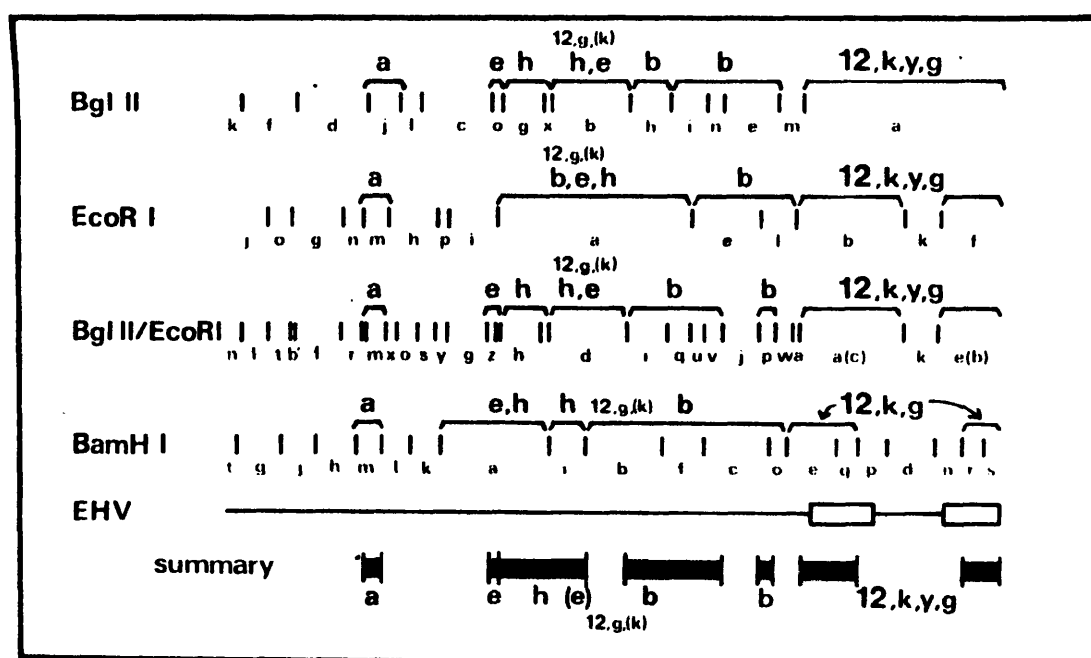 12,g,(k)
a e h h,e b b 12,k,y,g
Bgl II
k f d j l c o g x b h i n e m a
12,g,(k)
a b,e,h b 12,k,y,g
EcoR I
j o g n m h p i a e l b k f
12,g,(k)
a e h h,e b b 12,k,y,g
Bgl II/EcoRI
n l t b' f r m x o s y g z h d i q u v j p w a a(c) k e(b)
a e,h h 12,g,(k) b 12,k,g
BamH I
t g j h m l k a i b f c o e q p d n r s
EHV
summary
a e h (e) b b 12,k,y,g
12,g,(k)